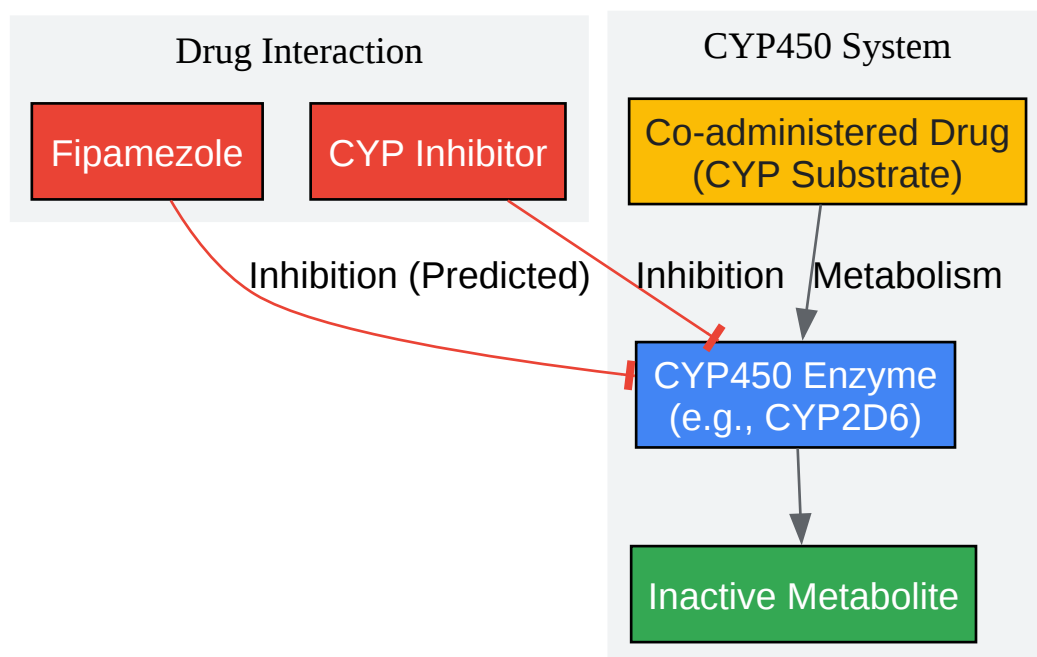 Drug Interaction
CYP450 System
Fipamezole
CYP Inhibitor
Co-administered Drug
(CYP Substrate)
Inhibition (Predicted)
Inhibition
Metabolism
CYP450 Enzyme
(e.g., CYP2D6)
Inactive Metabolite